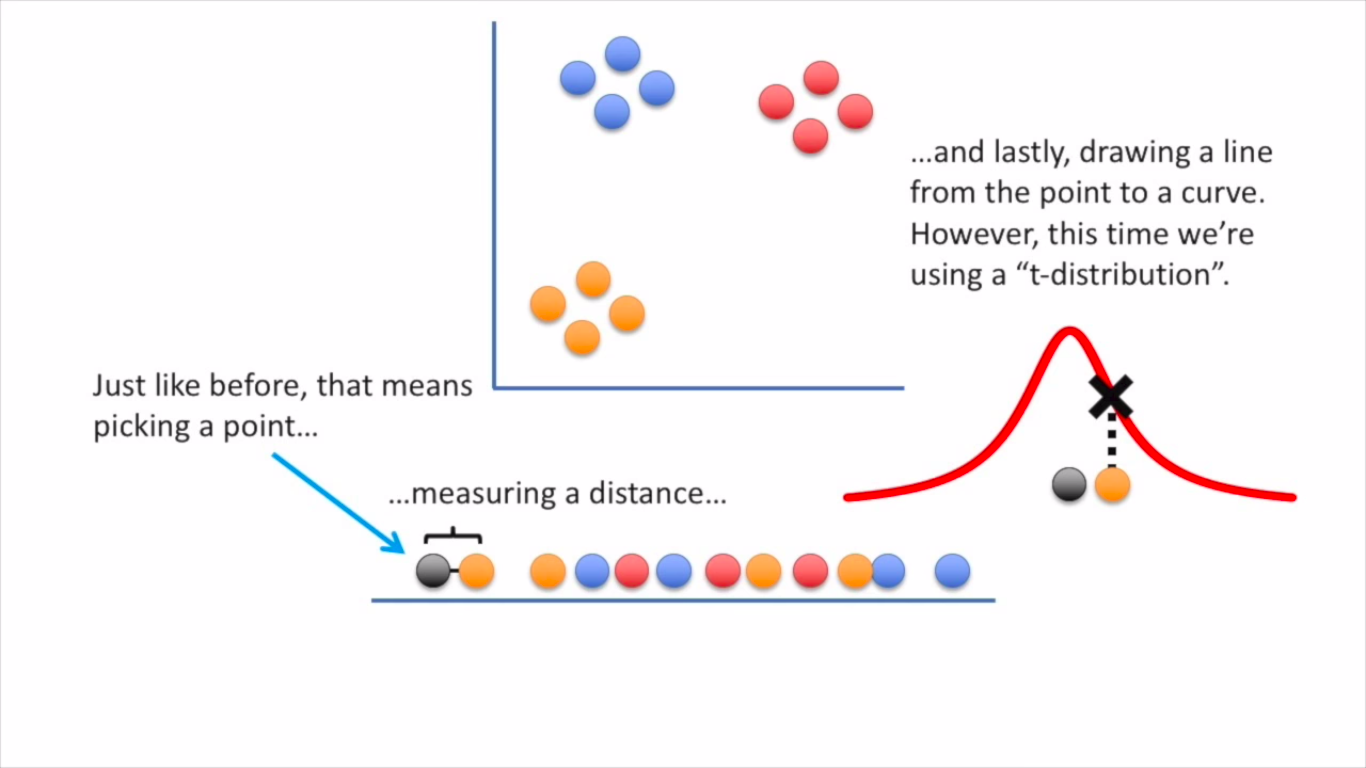 ...and lastly, drawing a line
from the point to a curve.
However, this time we’re
using a “t-distribution”.
Just like before, that means
picking a point...
...measuring a distance...